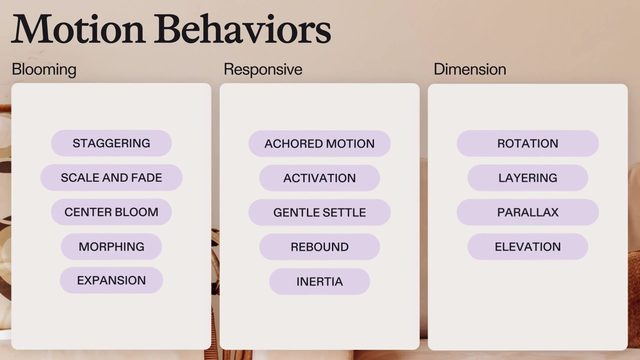 Motion Behaviors
Blooming
STAGGERING
SCALE AND FADE
CENTER BLOOM
MORPHING
EXPANSION
Responsive
ACHORED MOTION
ACTIVATION
GENTLE SETTLE
REBOUND
INERTIA
Dimension
ROTATION
LAYERING
PARALLAX
ELEVATION